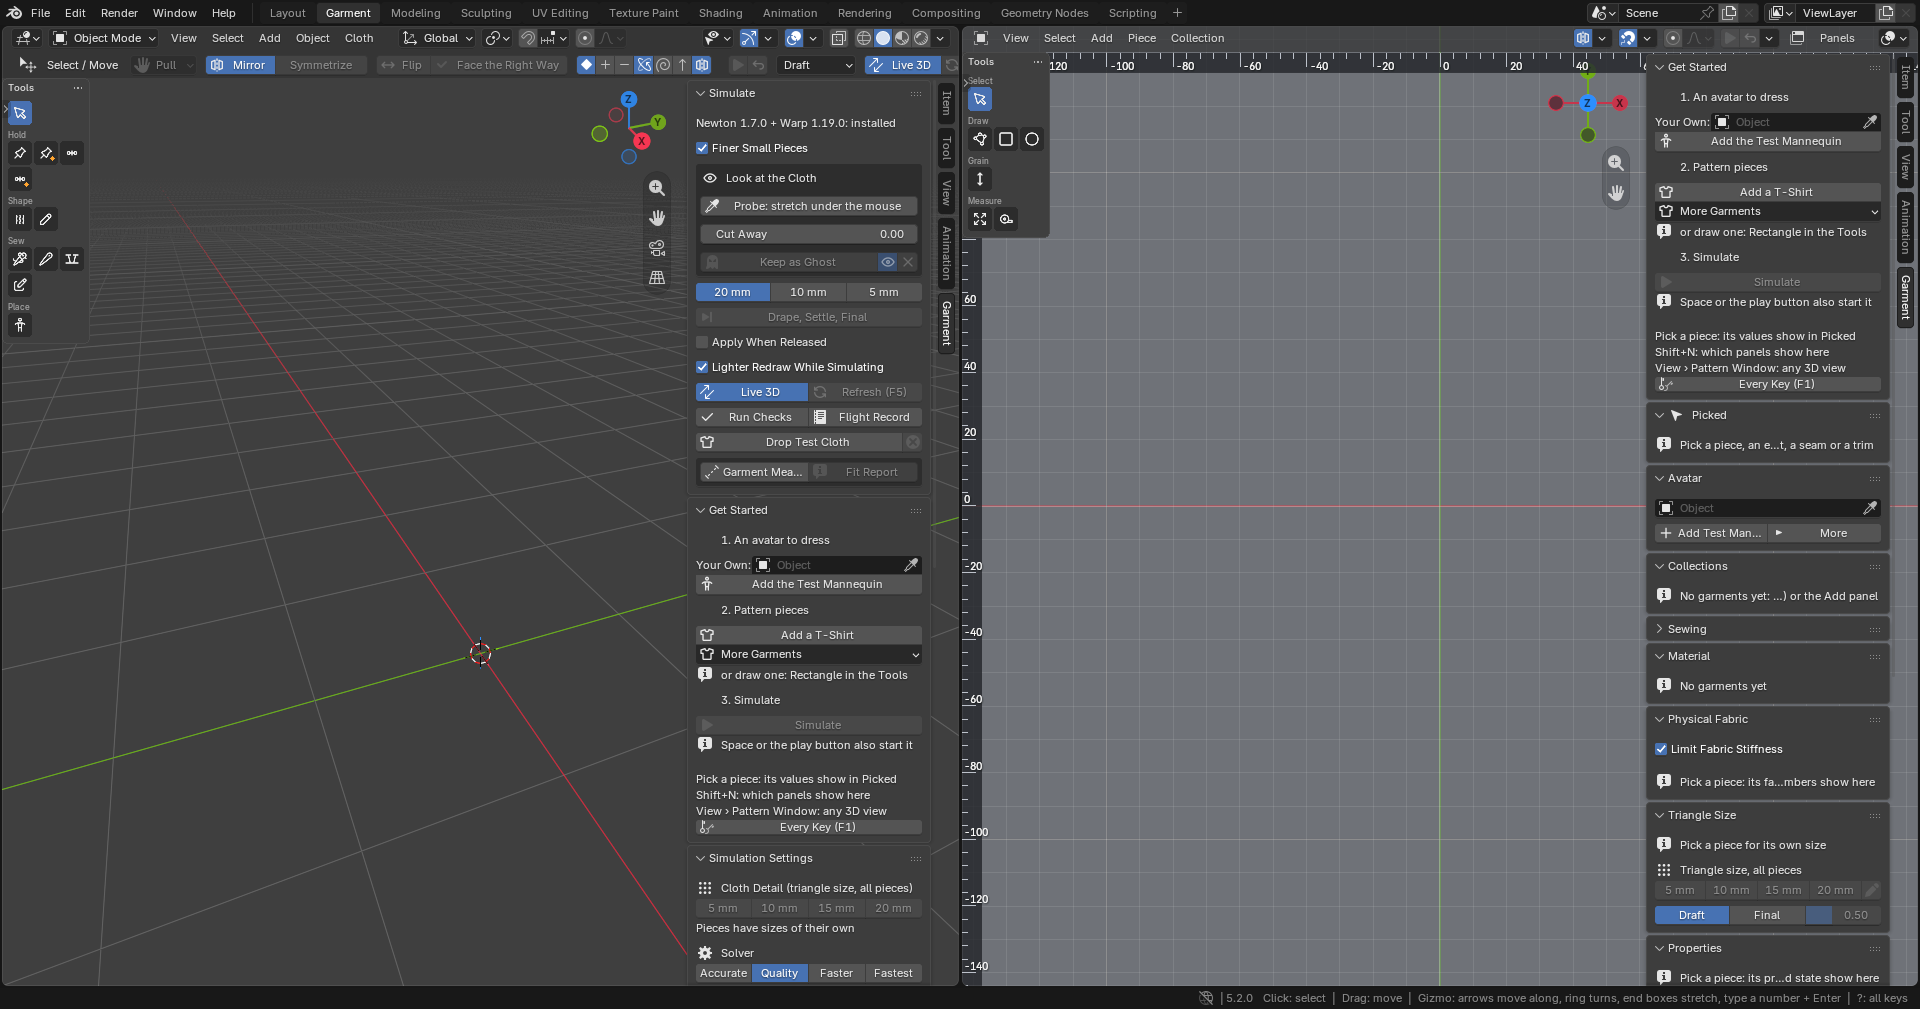 File Edit Render Window Help Layout Garment Modeling Sculpting UV Editing Texture Paint Shading Animation Rendering Compositing Geometry Nodes Scripting + Scene ViewLayer
Object Mode View Select Add Object Cloth Global
View Select Add Piece Collection Panels
Select / Move Pull Mirror Symmetrize Flip Face the Right Way Draft Live 3D
Tools
Hold
Shape
Sew
Place
Z
Y
X
Simulate
Newton 1.7.0 + Warp 1.19.0: installed
Finer Small Pieces
Look at the Cloth
Probe: stretch under the mouse
Cut Away 0.00
Keep as Ghost
20 mm 10 mm 5 mm
Drape, Settle, Final
Apply When Released
Lighter Redraw While Simulating
Live 3D Refresh (F5)
Run Checks Flight Record
Drop Test Cloth
Garment Mea... Fit Report
Get Started
1. An avatar to dress
Your Own: Object
Add the Test Mannequin
2. Pattern pieces
Add a T-Shirt
More Garments
or draw one: Rectangle in the Tools
3. Simulate
Simulate
Space or the play button also start it
Pick a piece: its values show in Picked
Shift+N: which panels show here
View › Pattern Window: any 3D view
Every Key (F1)
Simulation Settings
Cloth Detail (triangle size, all pieces)
5 mm 10 mm 15 mm 20 mm
Pieces have sizes of their own
Solver
Accurate Quality Faster Fastest
Item
Tool
View
Animation
Garment
Tools
Select
Draw
Grain
Measure
120 -100 -80 -60 -40 -20 0 20 40
60
40
20
0
-20
-40
-60
-80
-100
-120
-140
Z X
Get Started
1. An avatar to dress
Your Own: Object
Add the Test Mannequin
2. Pattern pieces
Add a T-Shirt
More Garments
or draw one: Rectangle in the Tools
3. Simulate
Simulate
Space or the play button also start it
Pick a piece: its values show in Picked
Shift+N: which panels show here
View › Pattern Window: any 3D view
Every Key (F1)
Picked
Pick a piece, an e...t, a seam or a trim
Avatar
Object
Add Test Man... More
Collections
No garments yet: ...) or the Add panel
Sewing
Material
No garments yet
Physical Fabric
Limit Fabric Stiffness
Pick a piece: its fa...mbers show here
Triangle Size
Pick a piece for its own size
Triangle size, all pieces
5 mm 10 mm 15 mm 20 mm
Draft Final 0.50
Properties
Pick a piece: its pr...d state show here
Item
Tool
View
Animation
Garment
5.2.0 Click: select | Drag: move | Gizmo: arrows move along, ring turns, end boxes stretch, type a number + Enter | ?: all keys